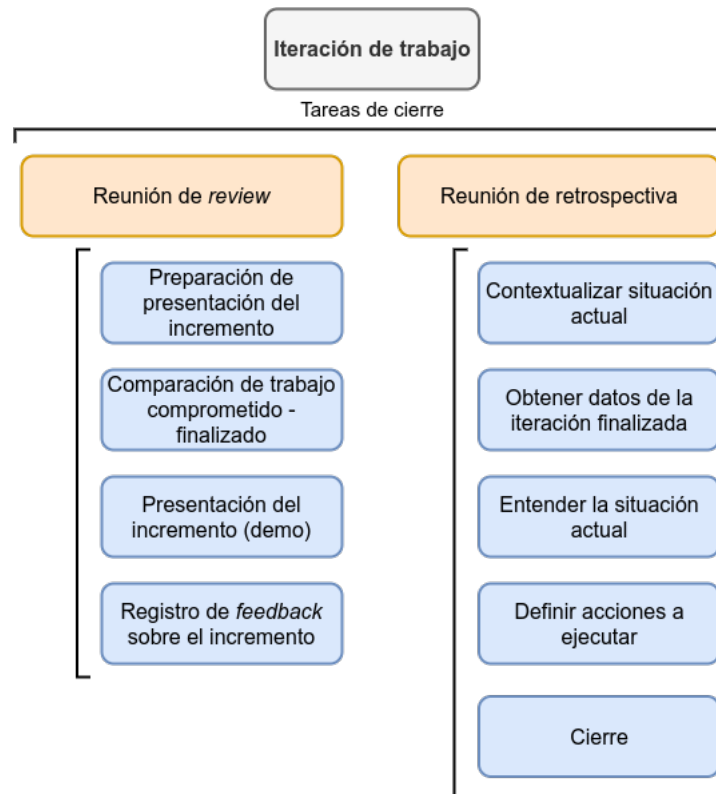 Iteración de trabajo
Tareas de cierre
Reunión de review
Preparación de
presentación del
incremento
Comparación de trabajo
comprometido -
finalizado
Presentación del
incremento (demo)
Registro de feedback
sobre el incremento
Reunión de retrospectiva
Contextualizar situación
actual
Obtener datos de la
iteración finalizada
Entender la situación
actual
Definir acciones a
ejecutar
Cierre